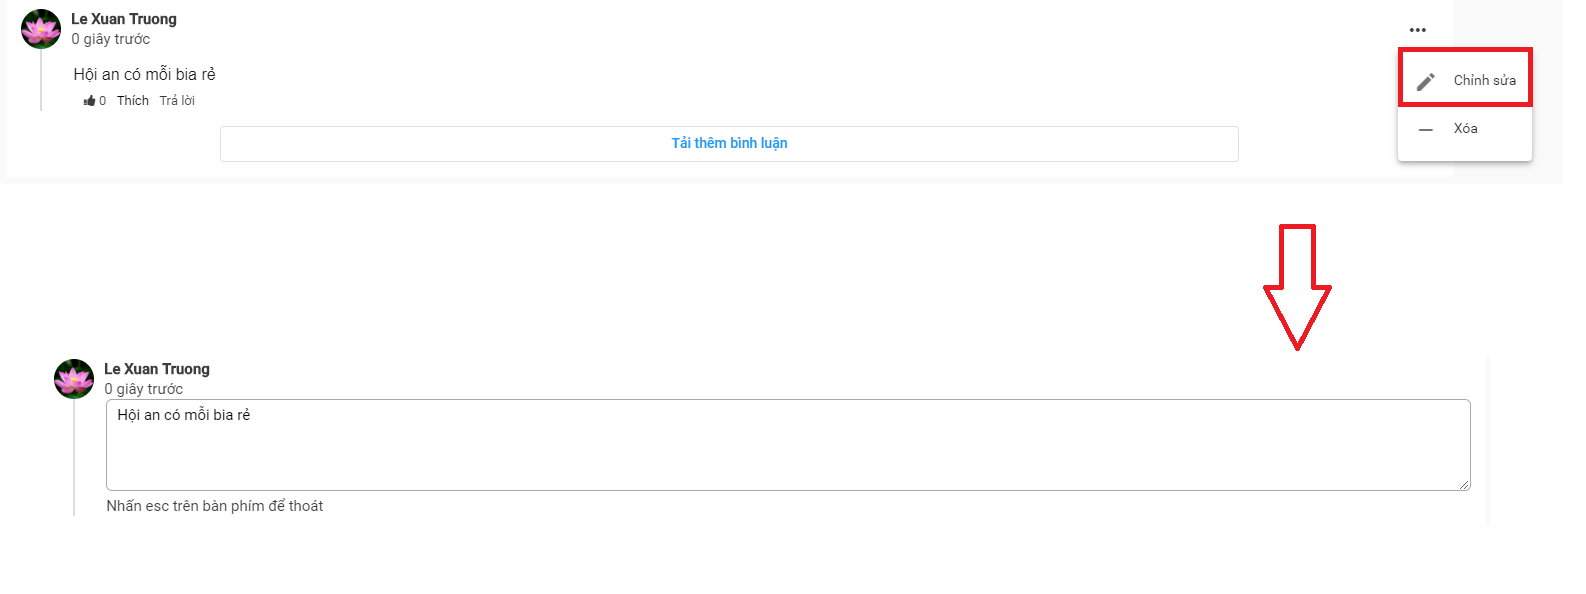 Le Xuan Truong
0 giây trước
Hội an có mỗi bia rẻ
0 Thích Trả lời
Tải thêm bình luận
Chỉnh sửa
Xóa
Le Xuan Truong
0 giây trước
Hội an có mỗi bia rẻ
Nhấn esc trên bàn phím để thoát